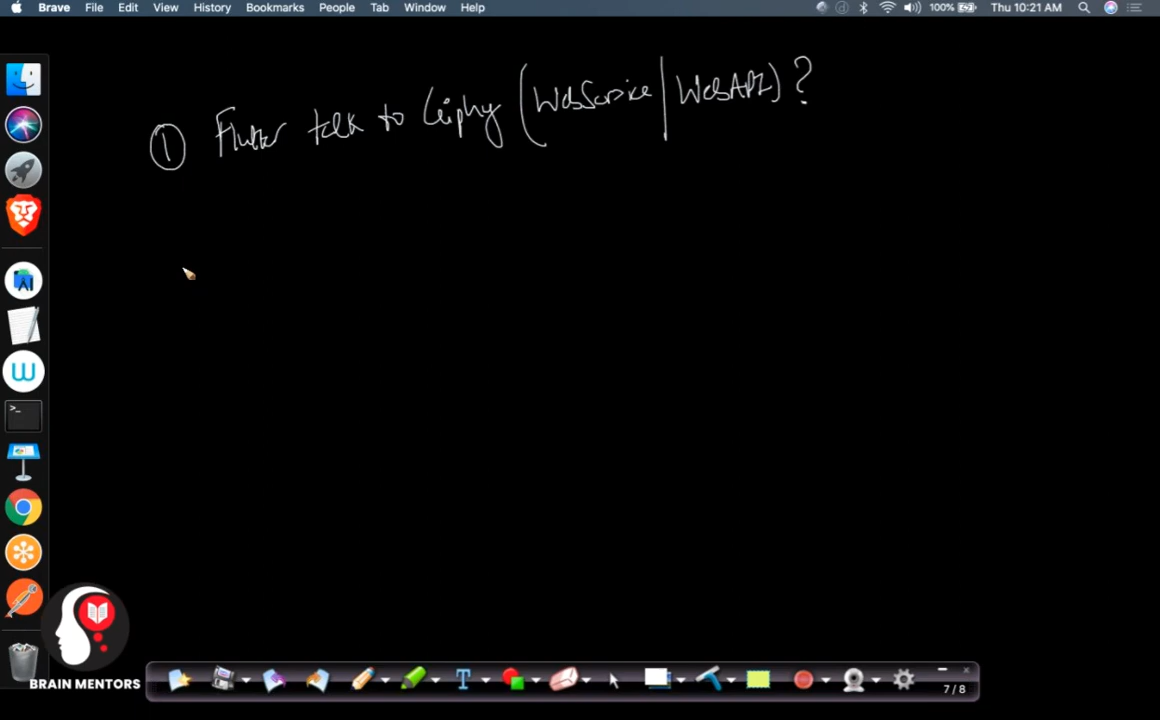 Brave File Edit View History Bookmarks People Tab Window Help 100% Thu 10:21 AM
① Flutter talk to Giphy (WebService | WebAPI) ?
BRAIN MENTORS
7/8